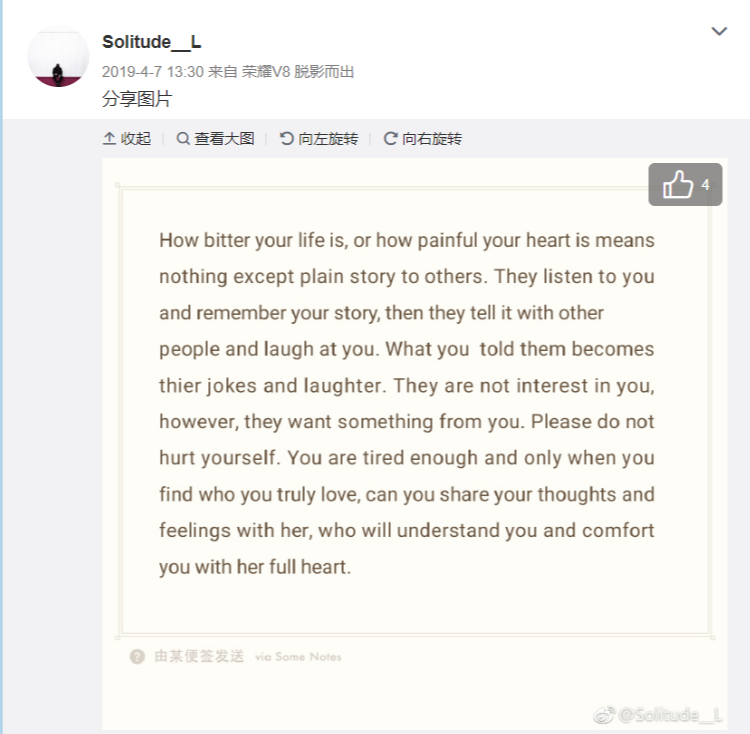 Solitude__L
2019-4-7 13:30 来自 荣耀V8 脱影而出
分享图片
收起 查看大图 向左旋转 向右旋转
4
How bitter your life is, or how painful your heart is means
nothing except plain story to others. They listen to you
and remember your story, then they tell it with other
people and laugh at you. What you  told them becomes
thier jokes and laughter. They are not interest in you,
however, they want something from you. Please do not
hurt yourself. You are tired enough and only when you
find who you truly love, can you share your thoughts and
feelings with her, who will understand you and comfort
you with her full heart.
由某便签发送 via Some Notes
@Solitude__L